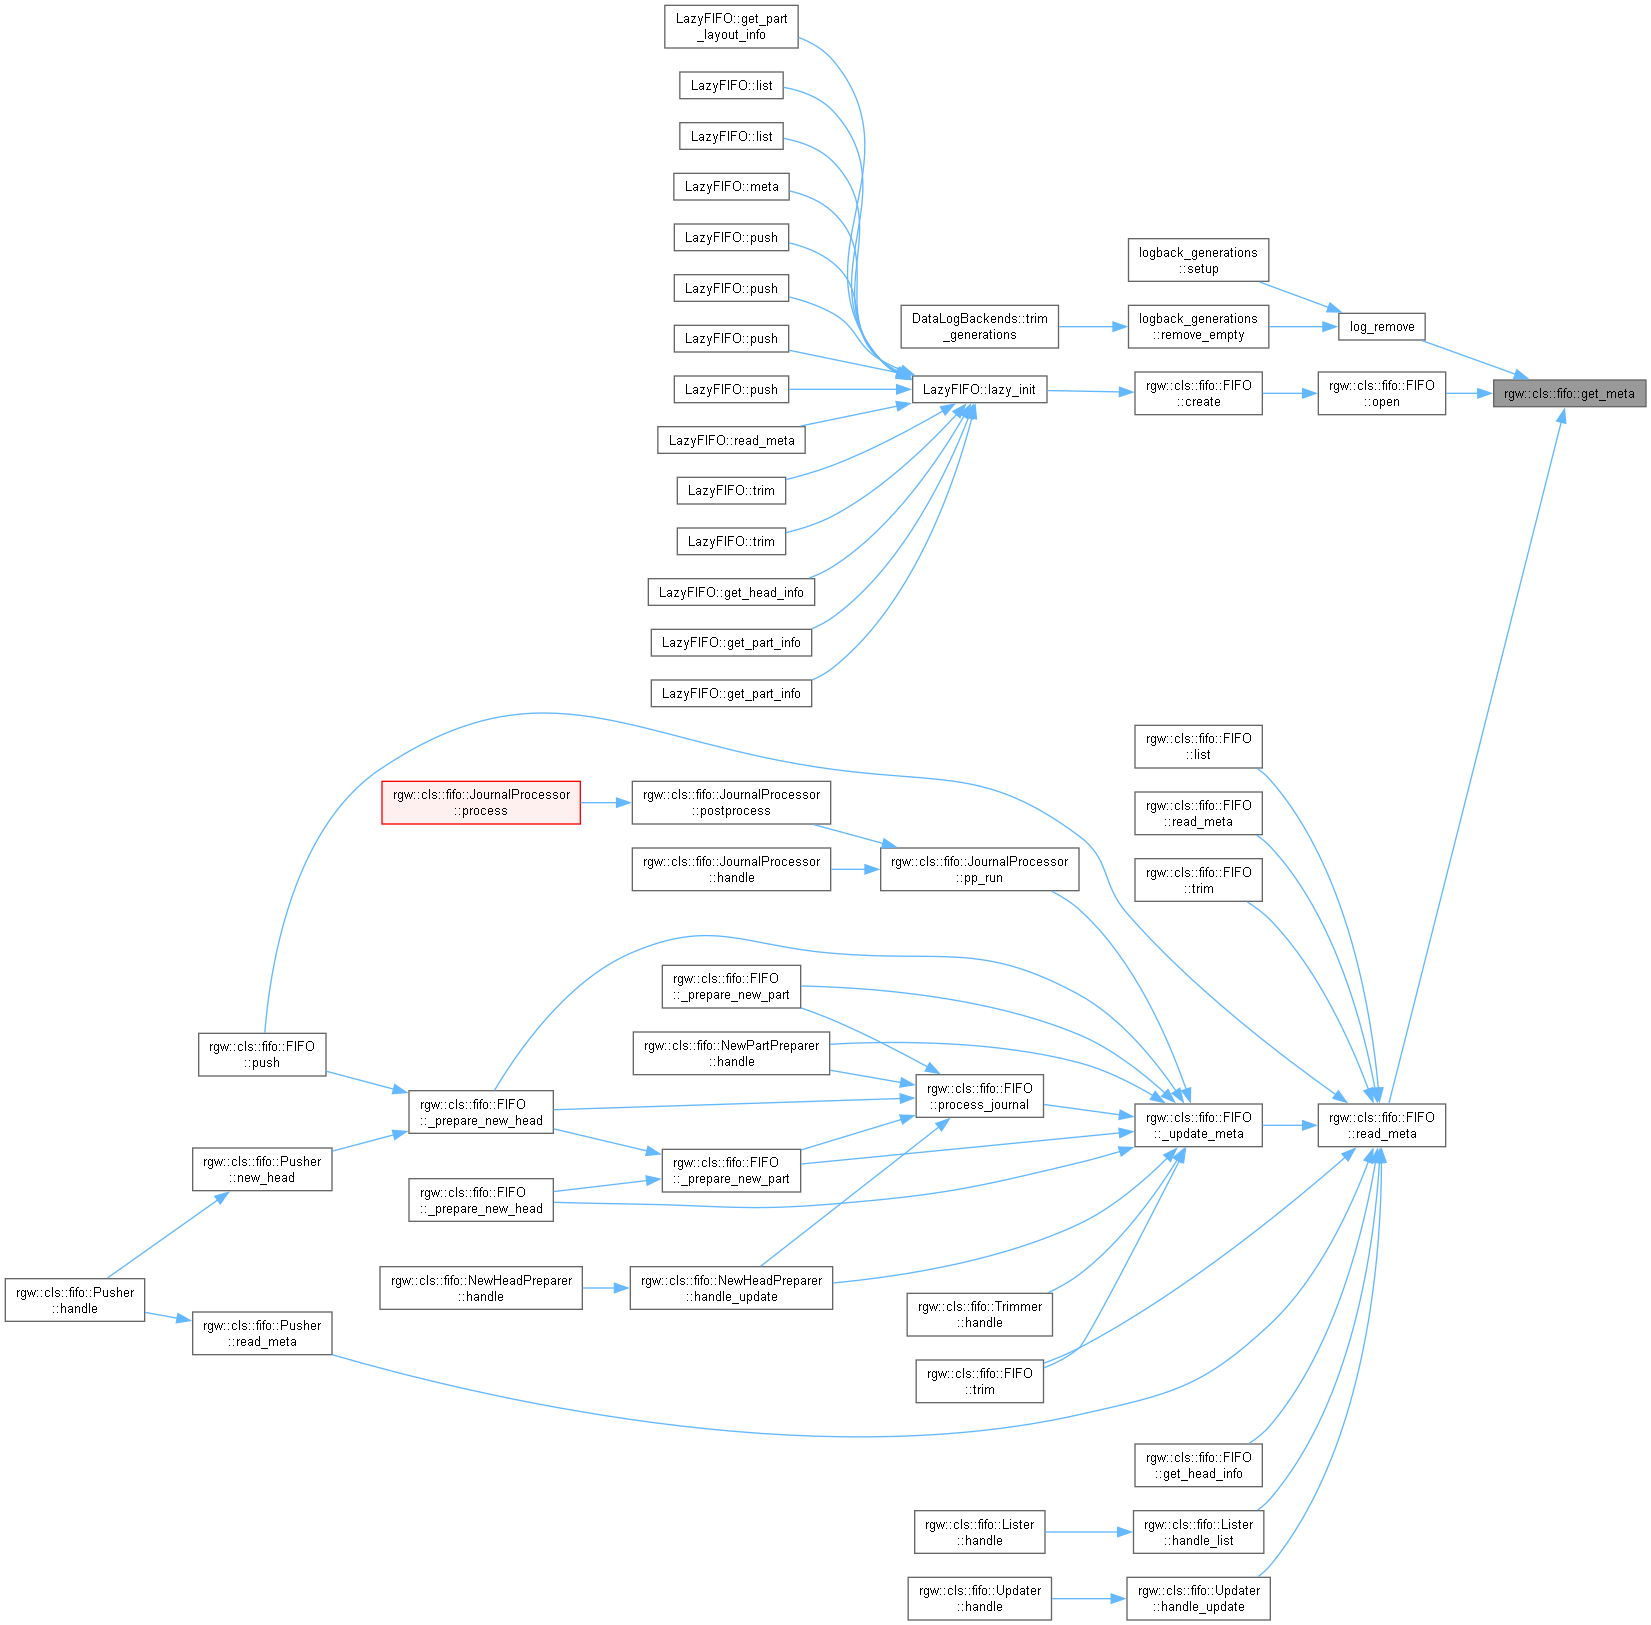 LazyFIFO::get_part
_layout_info
LazyFIFO::list
LazyFIFO::list
LazyFIFO::meta
LazyFIFO::push
LazyFIFO::push
LazyFIFO::push
LazyFIFO::push
LazyFIFO::read_meta
LazyFIFO::trim
LazyFIFO::trim
LazyFIFO::get_head_info
LazyFIFO::get_part_info
LazyFIFO::get_part_info
LazyFIFO::lazy_init
DataLogBackends::trim
_generations
logback_generations
::setup
logback_generations
::remove_empty
log_remove
rgw::cls::fifo::FIFO
::create
rgw::cls::fifo::FIFO
::open
rgw::cls::fifo::get_meta
rgw::cls::fifo::FIFO
::list
rgw::cls::fifo::FIFO
::read_meta
rgw::cls::fifo::FIFO
::trim
rgw::cls::fifo::JournalProcessor
::process
rgw::cls::fifo::JournalProcessor
::postprocess
rgw::cls::fifo::JournalProcessor
::handle
rgw::cls::fifo::JournalProcessor
::pp_run
rgw::cls::fifo::FIFO
::_prepare_new_part
rgw::cls::fifo::NewPartPreparer
::handle
rgw::cls::fifo::FIFO
::push
rgw::cls::fifo::FIFO
::_prepare_new_head
rgw::cls::fifo::FIFO
::process_journal
rgw::cls::fifo::FIFO
::_update_meta
rgw::cls::fifo::FIFO
::read_meta
rgw::cls::fifo::Pusher
::new_head
rgw::cls::fifo::FIFO
::_prepare_new_part
rgw::cls::fifo::FIFO
::_prepare_new_head
rgw::cls::fifo::Pusher
::handle
rgw::cls::fifo::NewHeadPreparer
::handle
rgw::cls::fifo::NewHeadPreparer
::handle_update
rgw::cls::fifo::Pusher
::read_meta
rgw::cls::fifo::Trimmer
::handle
rgw::cls::fifo::FIFO
::trim
rgw::cls::fifo::FIFO
::get_head_info
rgw::cls::fifo::Lister
::handle
rgw::cls::fifo::Lister
::handle_list
rgw::cls::fifo::Updater
::handle
rgw::cls::fifo::Updater
::handle_update